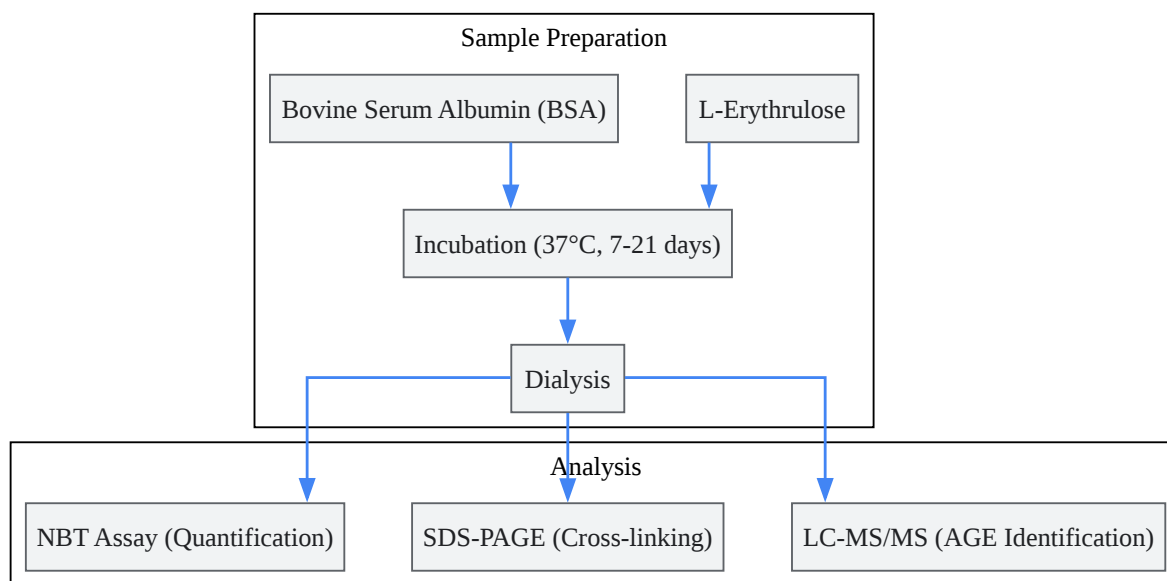 Sample Preparation
Bovine Serum Albumin (BSA)
L-Erythrulose
Incubation (37°C, 7-21 days)
Dialysis
Analysis
NBT Assay (Quantification)
SDS-PAGE (Cross-linking)
LC-MS/MS (AGE Identification)